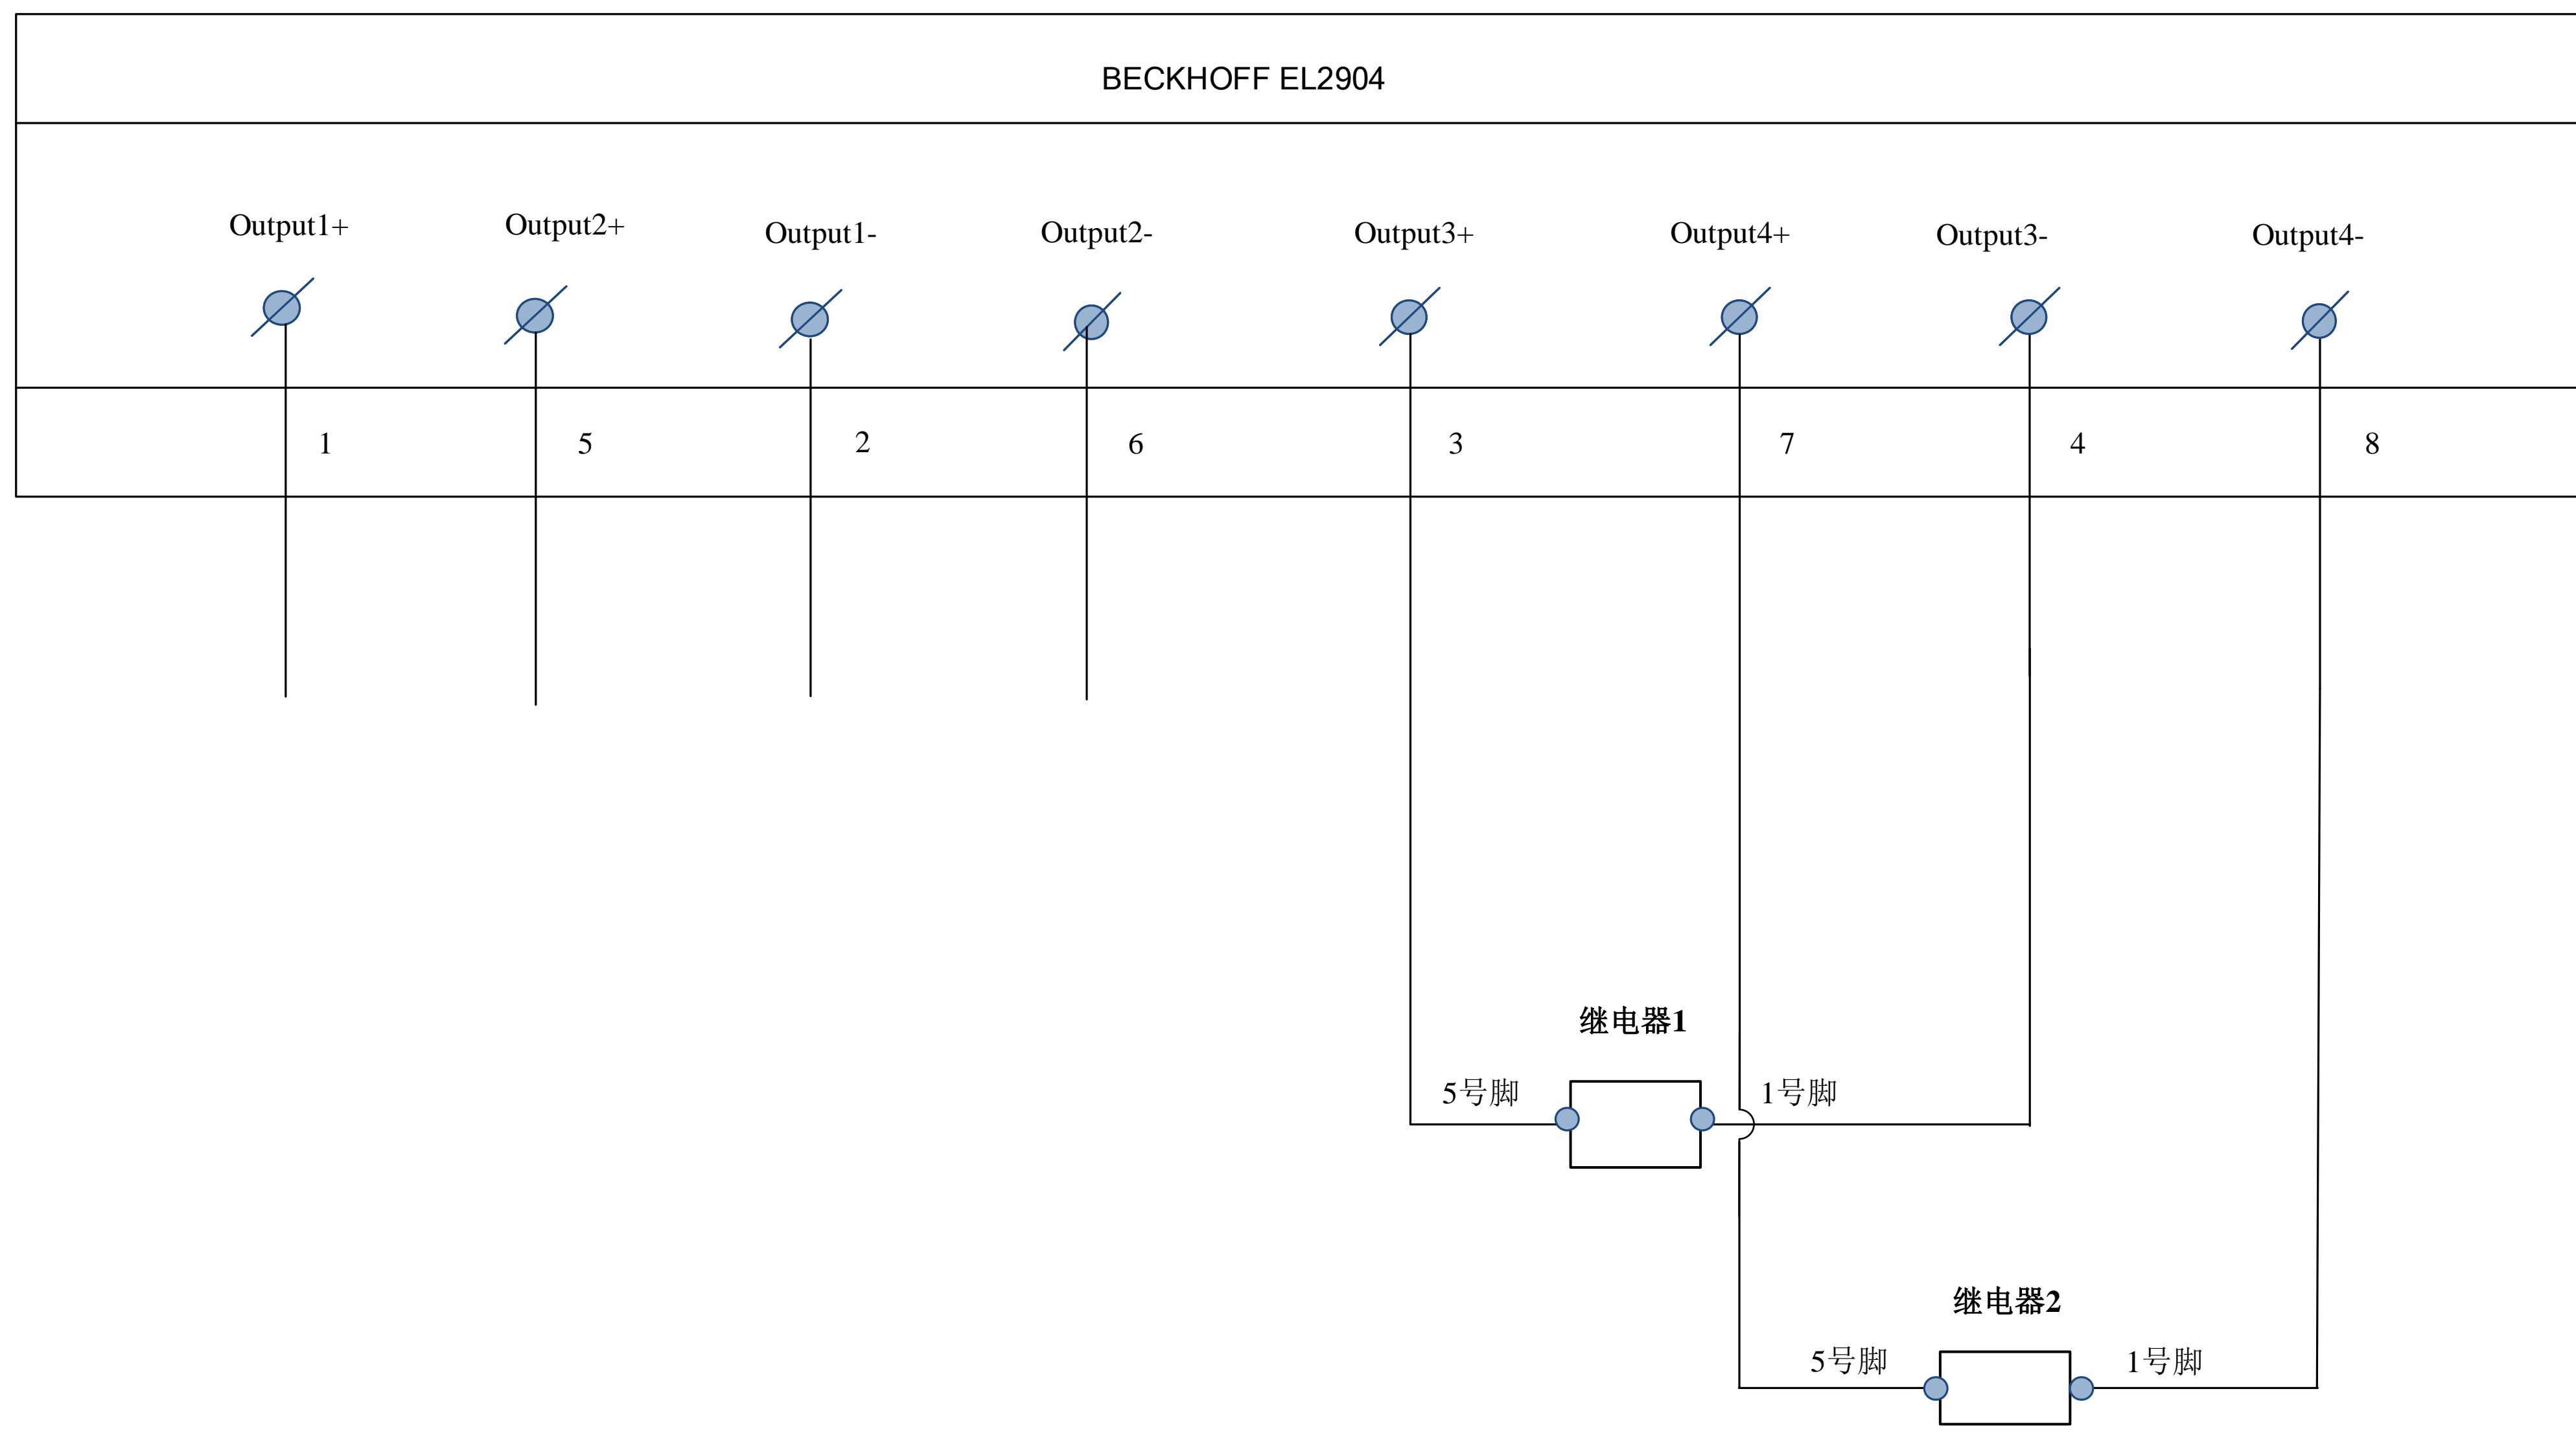 BECKHOFF EL2904
Output1+
Output2+
Output1-
Output2-
Output3+
Output4+
Output3-
Output4-
1
5
2
6
3
7
4
8
继电器1
5号脚
1号脚
继电器2
5号脚
1号脚